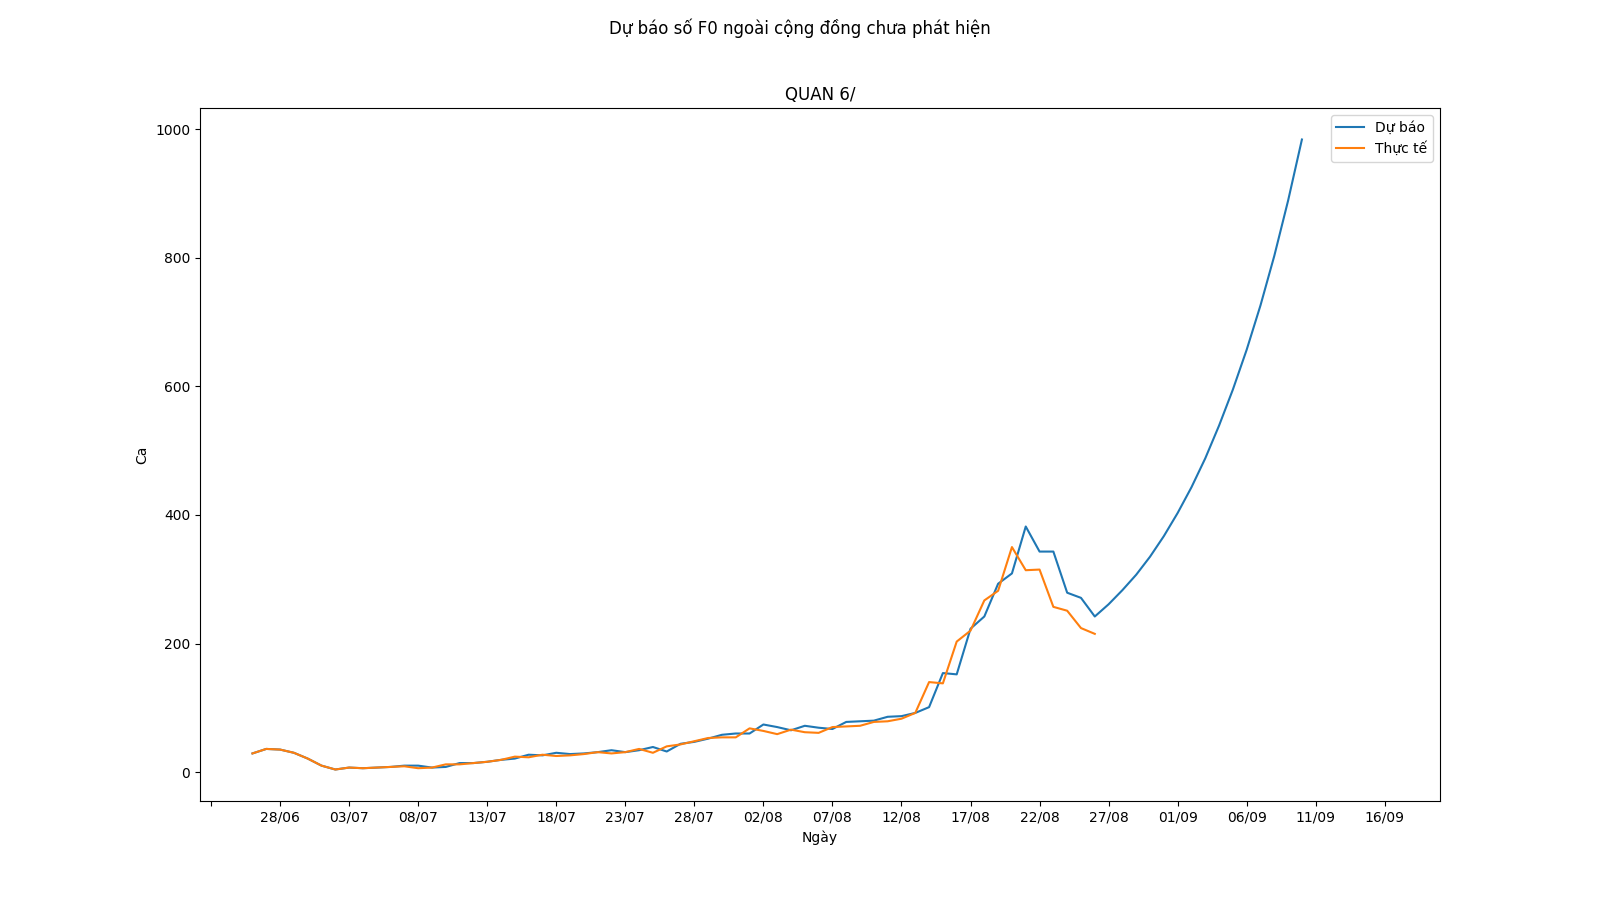 Dự báo số F0 ngoài cộng đồng chưa phát hiện
QUAN 6/
Dự báo
Thực tế
1000
800
600
400
200
0
Ca
28/06 03/07 08/07 13/07 18/07 23/07 28/07 02/08 07/08 12/08 17/08 22/08 27/08 01/09 06/09 11/09 16/09
Ngày